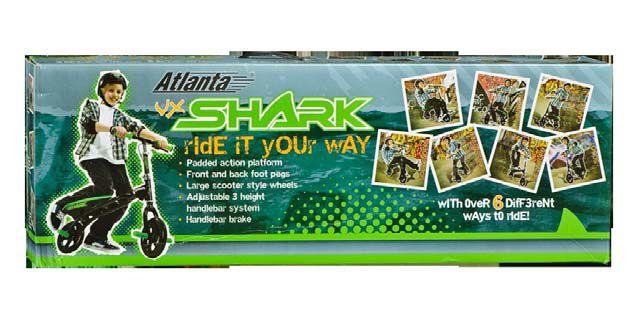 Atlanta
VX SHARK
ridE iT yOUr wAY
• Padded action platform
• Front and back foot pegs
• Large scooter style wheels
• Adjustable 3 height
handlebar system
• Handlebar brake
wiTh 0veR 6 DifF3reNt
wAys t0 ridE!